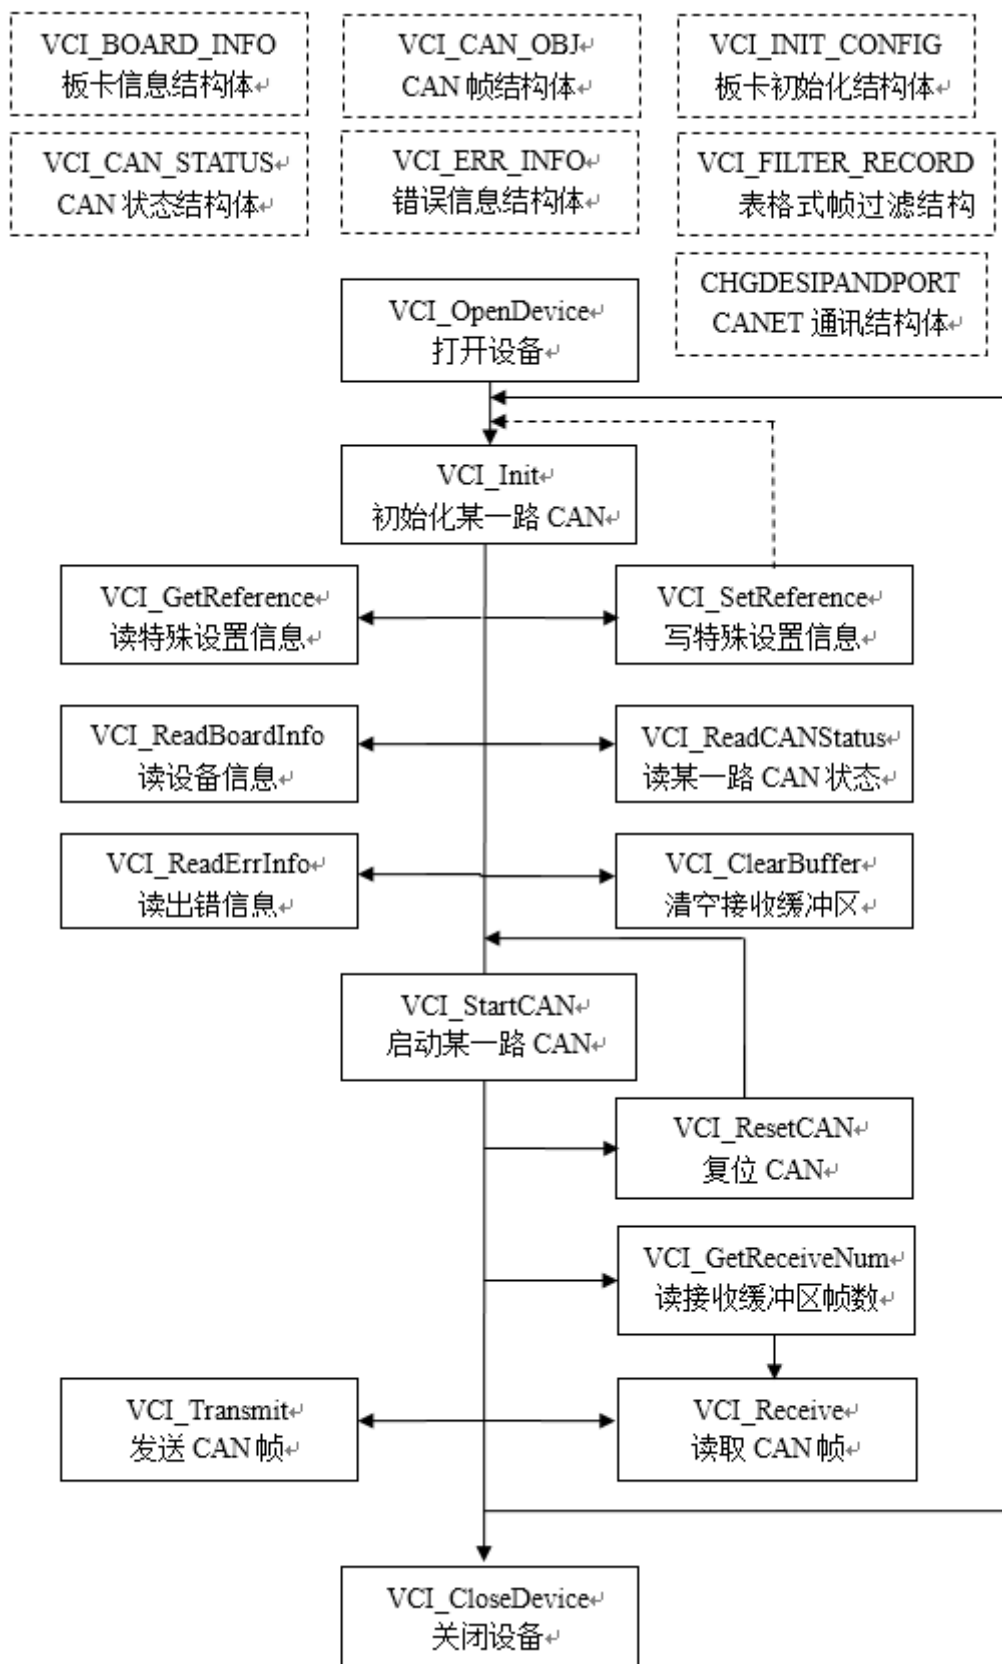 VCI_BOARD_INFO
板卡信息结构体↵
VCI_CAN_OBJ↵
CAN 帧结构体↵
VCI_INIT_CONFIG
板卡初始化结构体↵
VCI_CAN_STATUS↵
CAN 状态结构体↵
VCI_ERR_INFO↵
错误信息结构体↵
VCI_FILTER_RECORD
表格式帧过滤结构
CHGDESIPANDPORT
CANET 通讯结构体↵
VCI_OpenDevice↵
打开设备↵
VCI_Init↵
初始化某一路 CAN↵
VCI_GetReference↵
读特殊设置信息↵
VCI_SetReference↵
写特殊设置信息↵
VCI_ReadBoardInfo
读设备信息↵
VCI_ReadCANStatus↵
读某一路 CAN 状态↵
VCI_ReadErrInfo↵
读出错信息↵
VCI_ClearBuffer↵
清空接收缓冲区↵
VCI_StartCAN↵
启动某一路 CAN↵
VCI_ResetCAN↵
复位 CAN↵
VCI_GetReceiveNum↵
读接收缓冲区帧数↵
VCI_Transmit↵
发送 CAN 帧↵
VCI_Receive↵
读取 CAN 帧↵
VCI_CloseDevice↵
关闭设备↵